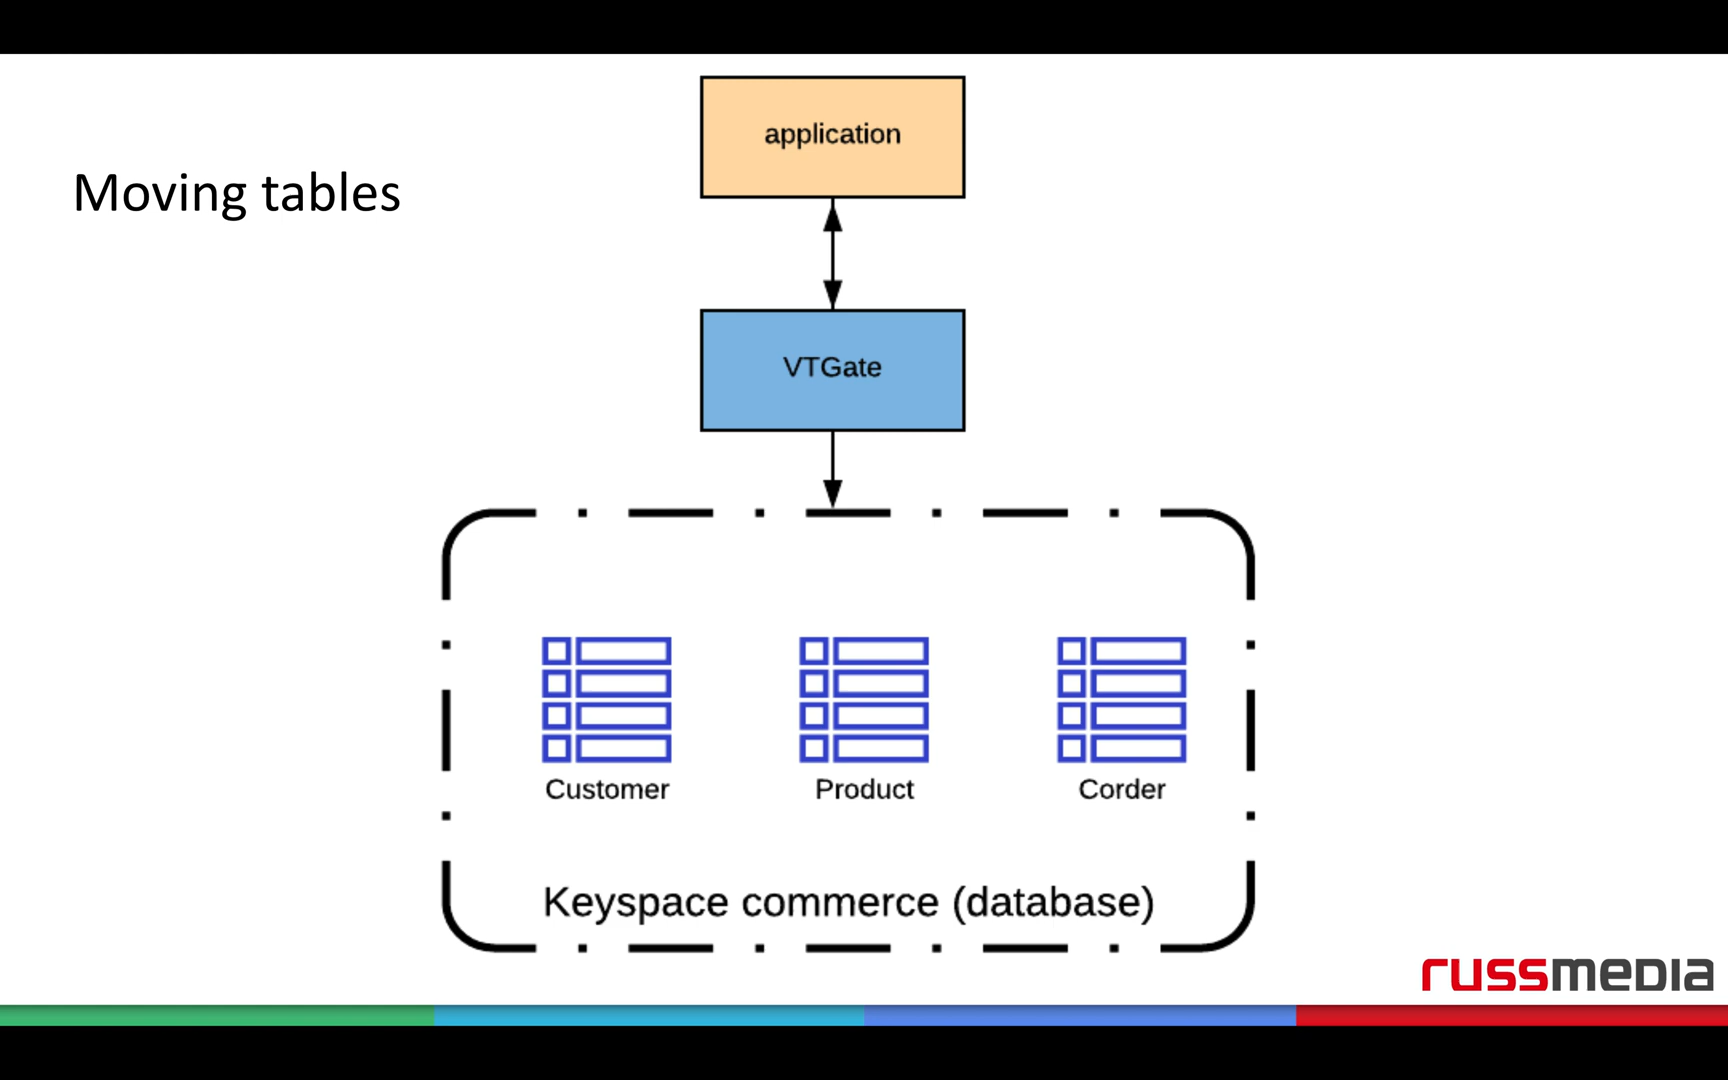 application
Moving tables
VTGate
Customer
Product
Corder
Keyspace commerce (database)
russmedia